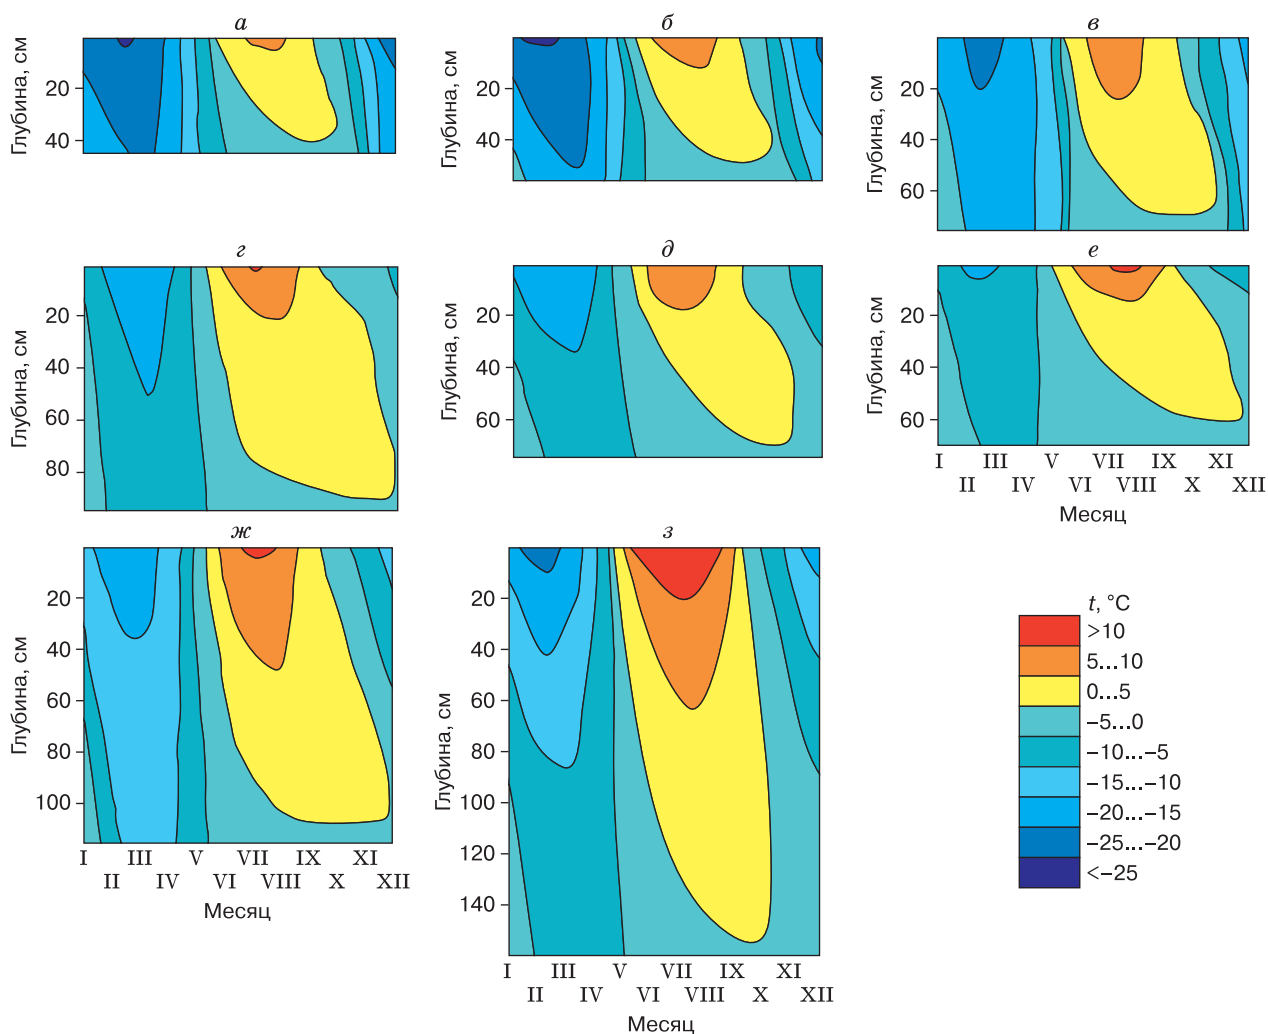 а
Глубина, см
20
40
б
Глубина, см
20
40
в
Глубина, см
20
40
60
г
Глубина, см
20
40
60
80
д
20
40
60
е
Глубина, см
20
40
60
I III V VII IX XI
II IV VI VIII X XII
Месяц
ж
Глубина, см
20
40
60
80
100
I III V VII IX XI
II IV VI VIII X XII
Месяц
з
Глубина, см
20
40
60
80
100
120
140
I III V VII IX XI
II IV VI VIII X XII
Месяц
t, °C
>10
5...10
0...5
–5...0
–10...–5
–15...–10
–20...–15
–25...–20
<–25